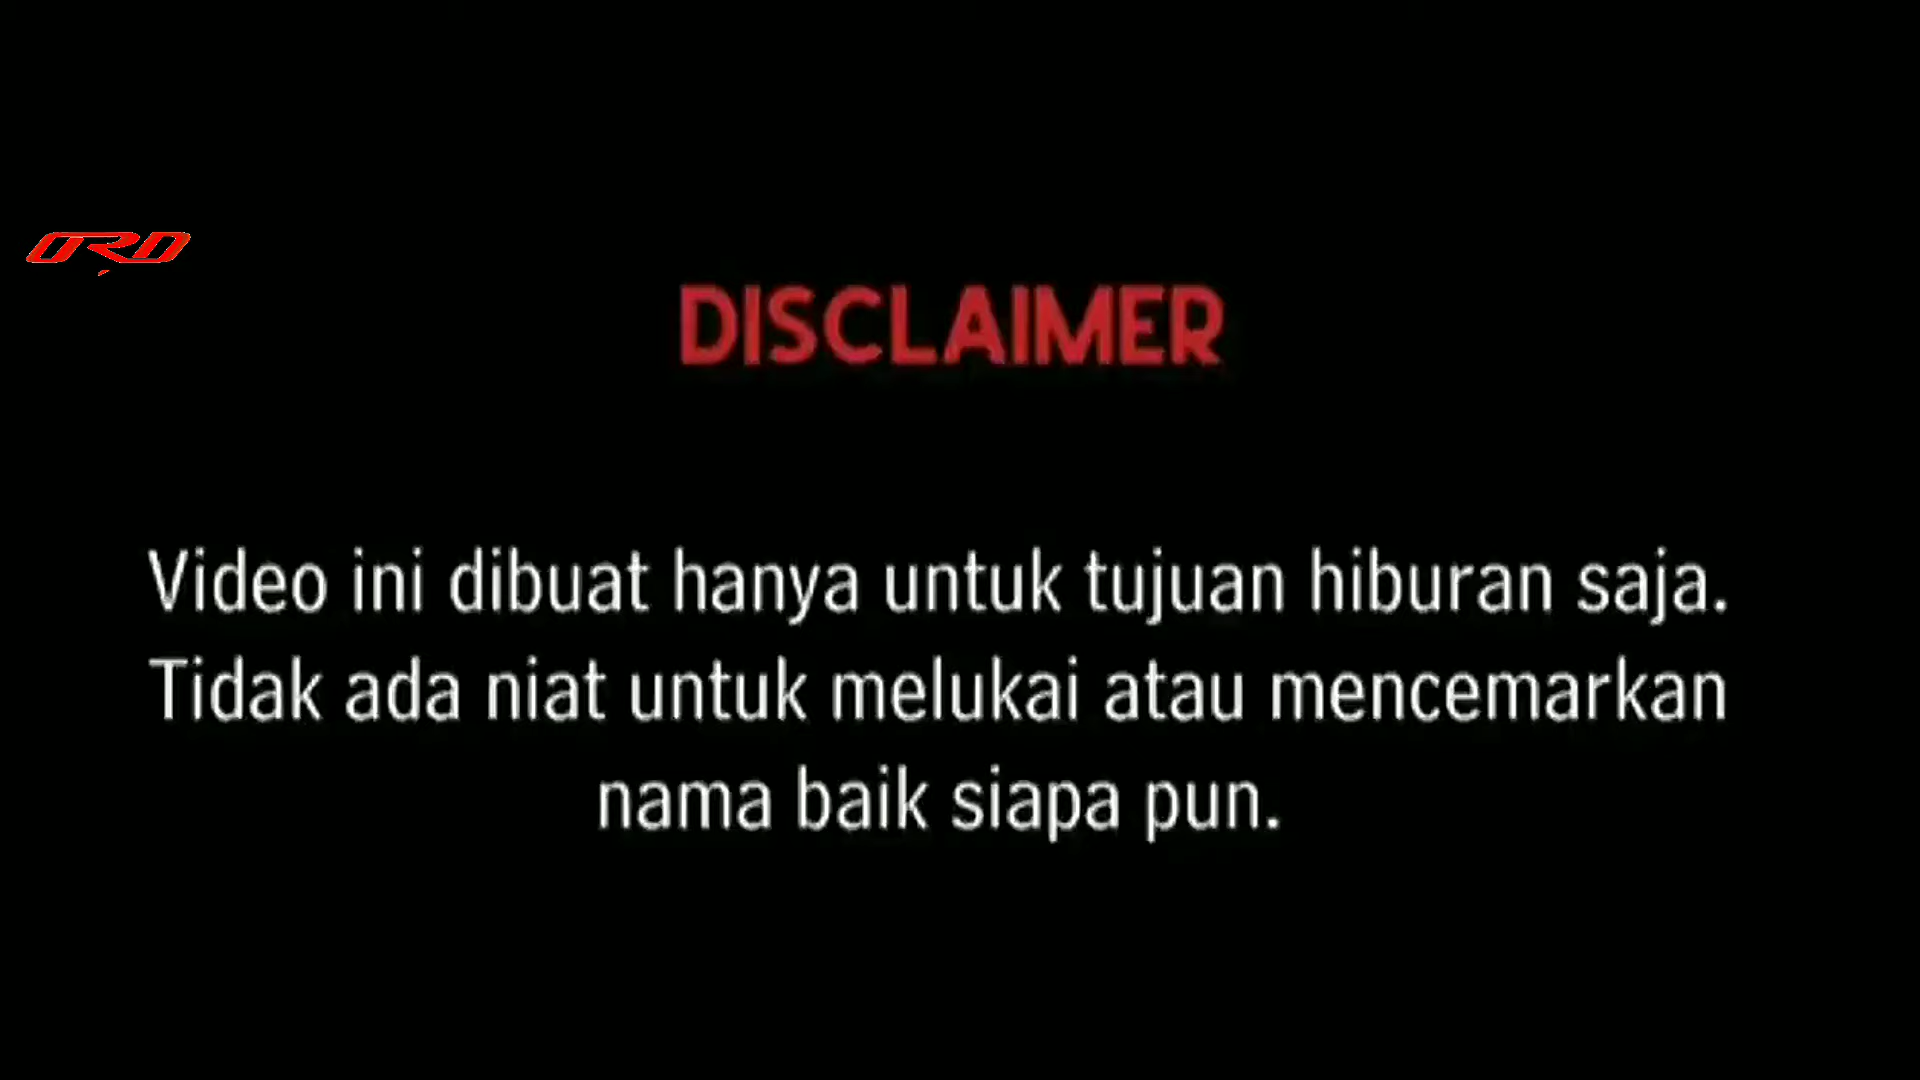 ORD
DISCLAIMER
Video ini dibuat hanya untuk tujuan hiburan saja.
Tidak ada niat untuk melukai atau mencemarkan
nama baik siapa pun.